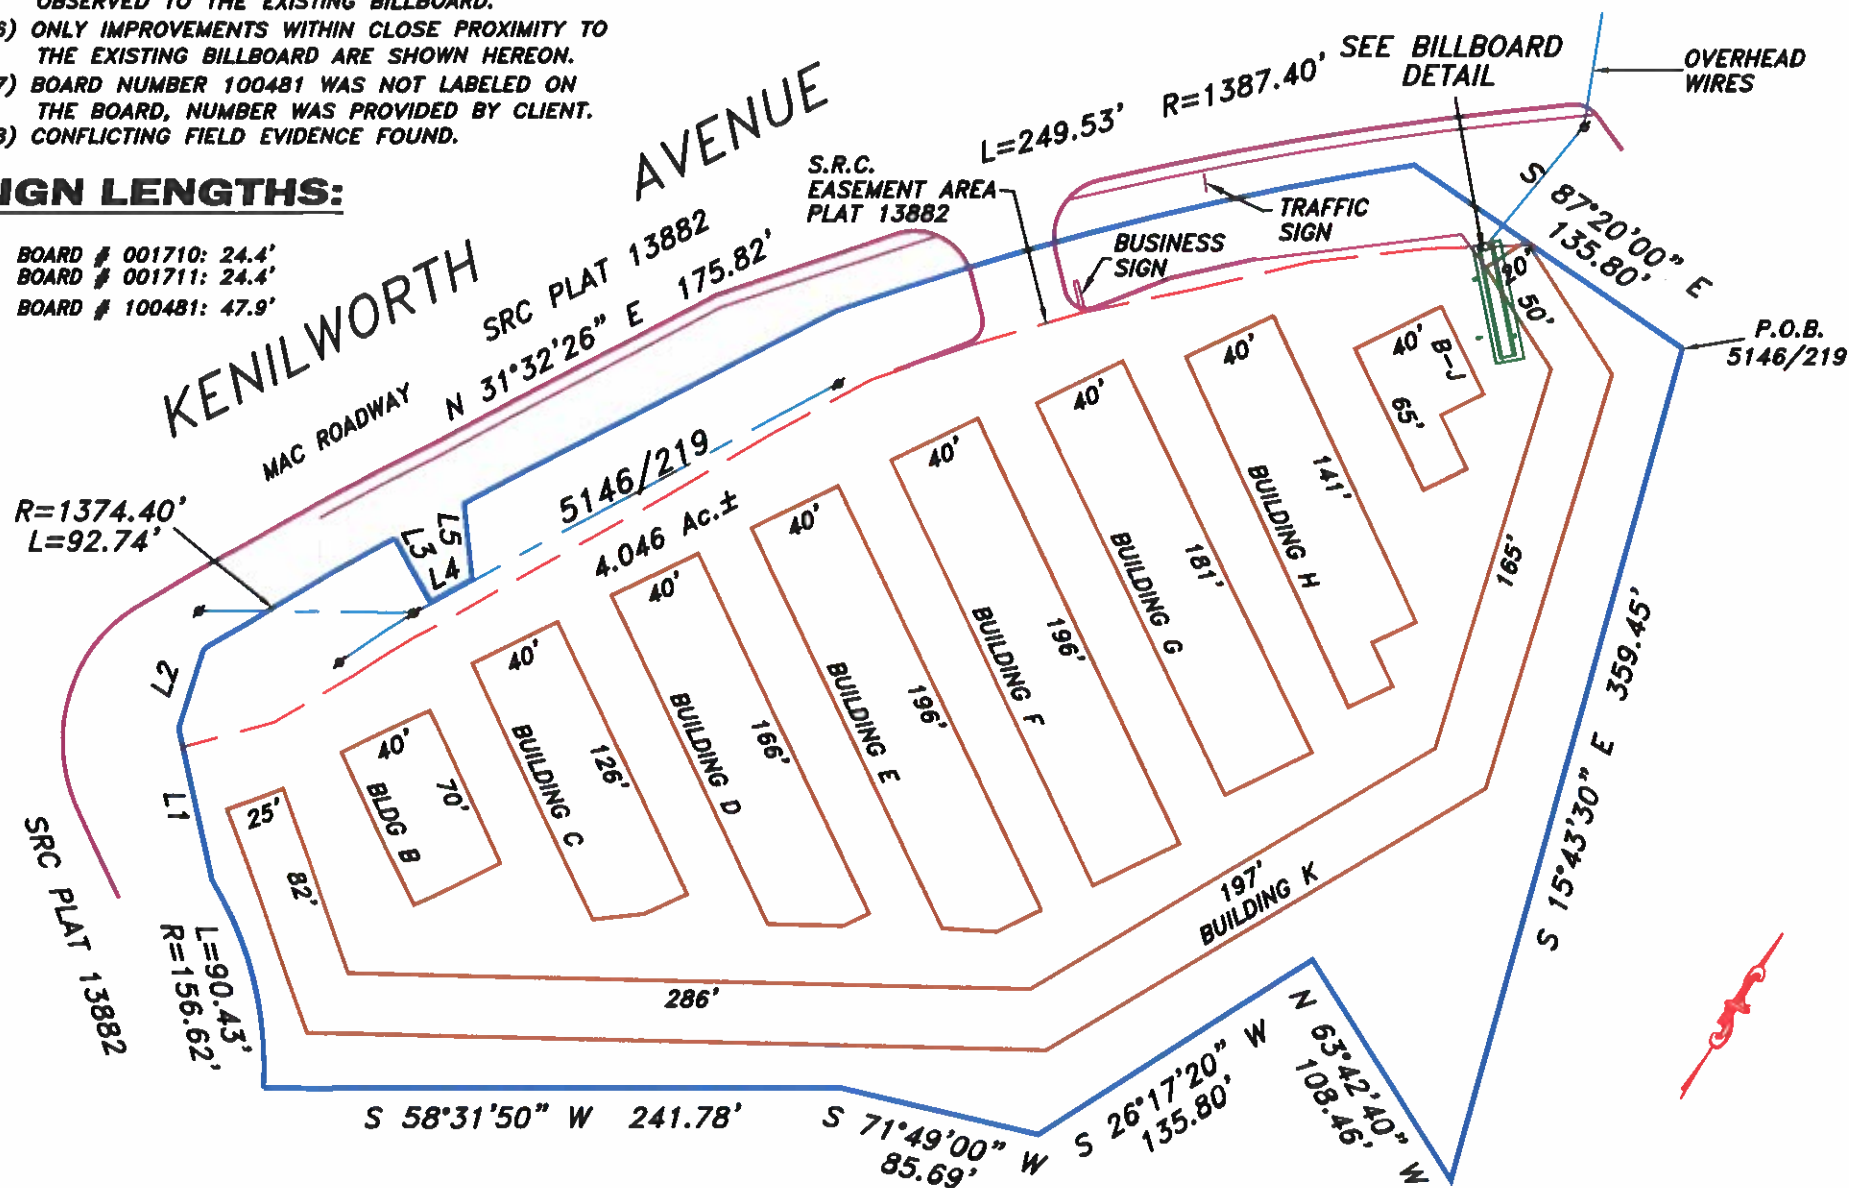 OBSERVED TO THE EXISTING BILLBOARD.
6) ONLY IMPROVEMENTS WITHIN CLOSE PROXIMITY TO
THE EXISTING BILLBOARD ARE SHOWN HEREON.
7) BOARD NUMBER 100481 WAS NOT LABELED ON
THE BOARD, NUMBER WAS PROVIDED BY CLIENT.
8) CONFLICTING FIELD EVIDENCE FOUND.
IGN LENGTHS:
BOARD # 001710: 24.4'
BOARD # 001711: 24.4'
BOARD # 100481: 47.9'
KENILWORTH AVENUE
SRC PLAT 13882
MAC ROADWAY
N 31°32'26" E 175.82'
S.R.C.
EASEMENT AREA
PLAT 13882
L=249.53' R=1387.40'
SEE BILLBOARD
DETAIL
OVERHEAD
WIRES
TRAFFIC
SIGN
BUSINESS
SIGN
S 87°20'00" E
135.80'
P.O.B.
5146/219
20'
50'
R=1374.40'
L=92.74'
L3
L5
L4
5146/219
4.046 Ac.±
L2
L1
40'
B-J
65'
40'
141'
BUILDING H
40'
181'
BUILDING G
40'
196'
BUILDING F
40'
196'
BUILDING E
40'
166'
BUILDING D
40'
126'
BUILDING C
40'
70'
BLDG B
25'
82'
286'
197'
BUILDING K
165'
S 15°43'30" E 359.45'
SRC PLAT 13882
L=90.43'
R=156.62'
S 58°31'50" W 241.78'
S 71°49'00" W
85.69'
S 26°17'20" W
135.80'
N 63°42'40" W
108.46'